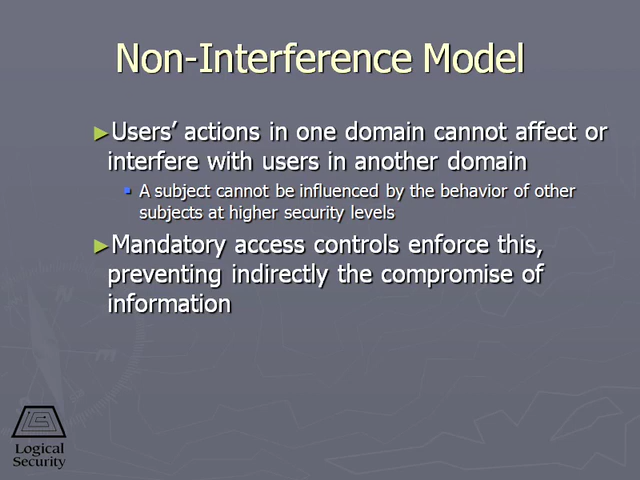 Non-Interference Model
►Users’ actions in one domain cannot affect or
interfere with users in another domain
▪ A subject cannot be influenced by the behavior of other
subjects at higher security levels
►Mandatory access controls enforce this,
preventing indirectly the compromise of
information
Logical
Security